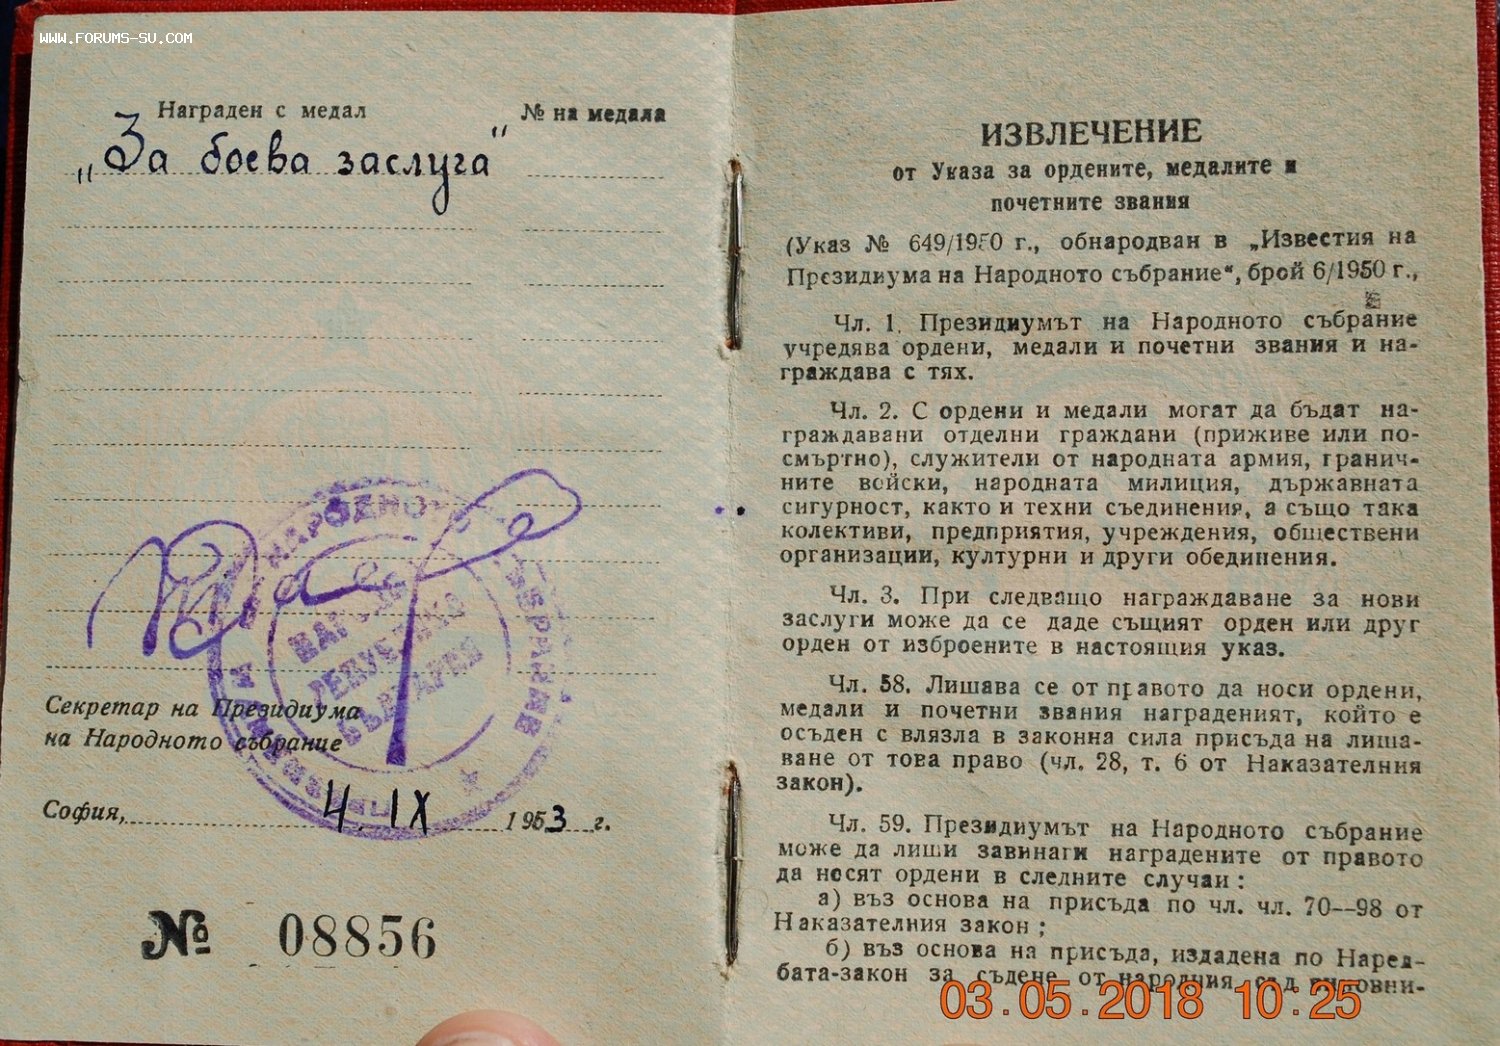 www.forums-su.com
Награден с медал № на медала
„За боева заслуга"
Секретар на Президиума
на Народното събрание
София, 4. IX 1953 г.
№ 08856
НАРОДНО
СЪБРАНИЕ
НАРОДНА
РЕПУБЛИКА
БЪЛГАРИЯ
ИЗВЛЕЧЕНИЕ
от Указа за ордените, медалите и
почетните звания
(Указ № 649/1950 г., обнародван в „Известия на
Президиума на Народното събрание“, брой 6/1950 г.,
Чл. 1. Президиумът на Народното събрание
учредява ордени, медали и почетни звания и на-
граждава с тях.
Чл. 2. С ордени и медали могат да бъдат на-
граждавани отделни граждани (приживе или по-
смъртно), служители от народната армия, гранич-
ните войски, народната милиция, държавната
сигурност, както и техни съединения, а също така
колективи, предприятия, учреждения, обществени
организации, културни и други обединения.
Чл. 3. При следващо награждаване за нови
заслуги може да се даде същият орден или друг
орден от изброените в настоящия указ.
Чл. 58. Лишава се от правото да носи ордени,
медали и почетни звания награденият, който е
осъден с влязла в законна сила присъда на лиша-
ване от това право (чл. 28, т. 6 от Наказателния
закон).
Чл. 59. Президиумът на Народното събрание
може да лиши завинаги наградените от правото
да носят ордени в следните случаи:
а) въз основа на присъда по чл. чл. 70—98 от
Наказателния закон;
б) въз основа на присъда, издадена по Наред-
бата-закон за съдене от народния съд виновни-
03.05.2018 10:25